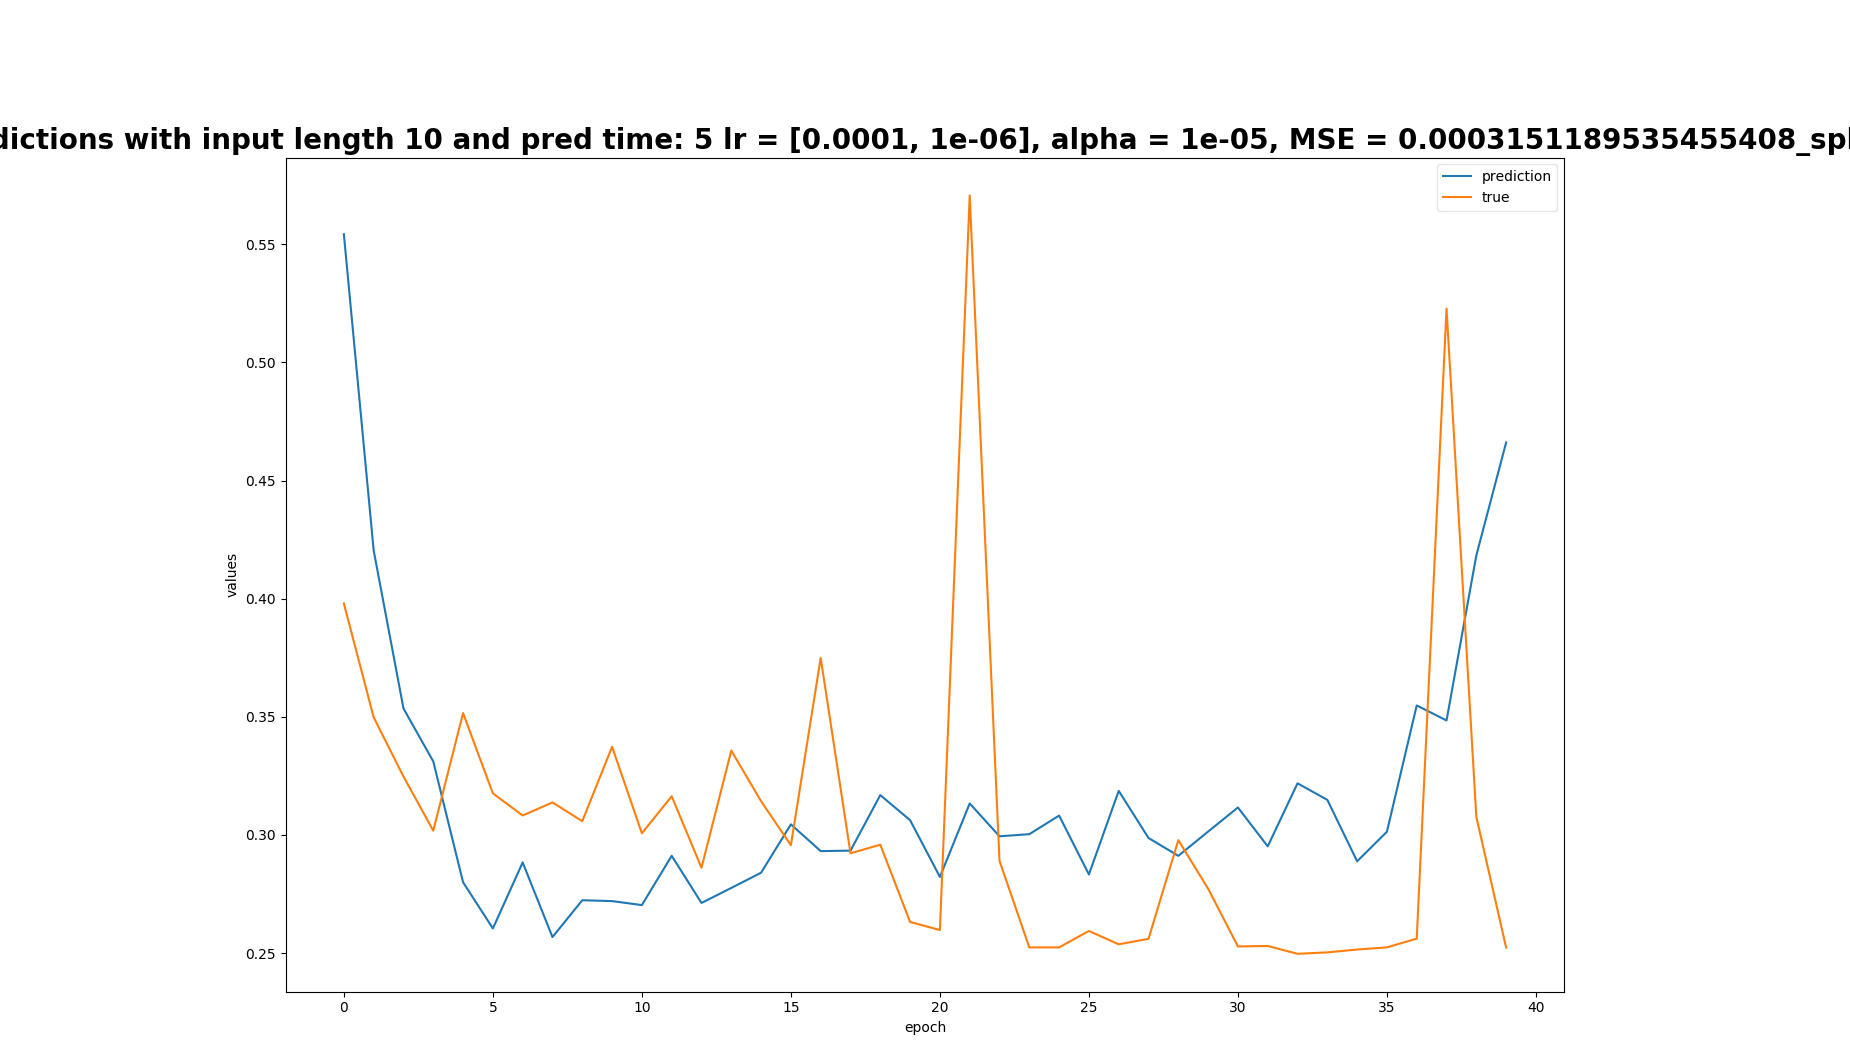 dictions with input length 10 and pred time: 5 lr = [0.0001, 1e-06], alpha = 1e-05, MSE = 0.0003151189535455408_spl
prediction
true
0.55
0.50
0.45
0.40
0.35
0.30
0.25
values
0 5 10 15 20 25 30 35 40
epoch